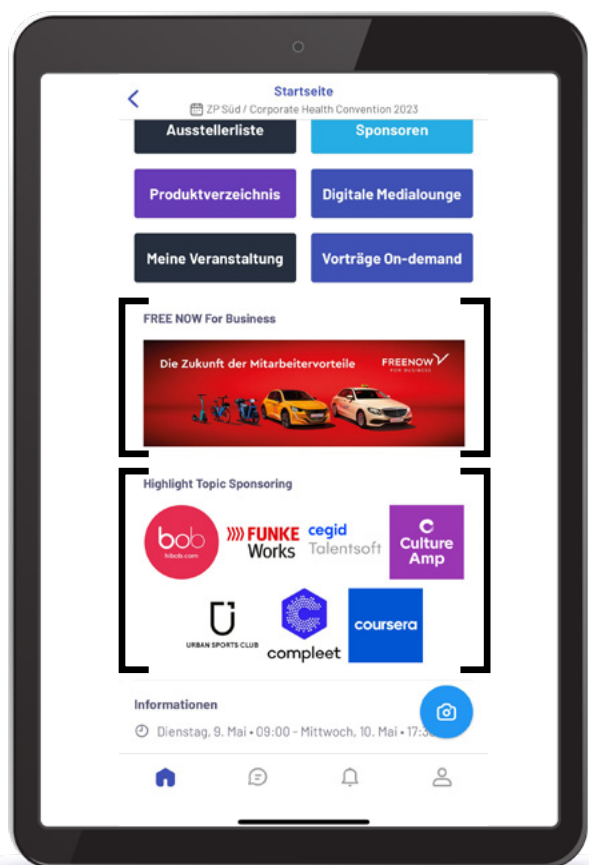 Startseite
ZP Süd / Corporate Health Convention 2023
Ausstellerliste
Sponsoren
Produktverzeichnis
Digitale Medialounge
Meine Veranstaltung
Vorträge On-demand
FREE NOW For Business
Die Zukunft der Mitarbeitervorteile
FREENOW
FOR BUSINESS
Highlight Topic Sponsoring
bob
hibob.com
FUNKE
Works
cegid
Talentsoft
Culture
Amp
URBAN SPORTS CLUB
compleet
coursera
Informationen
Dienstag, 9. Mai • 09:00 - Mittwoch, 10. Mai •